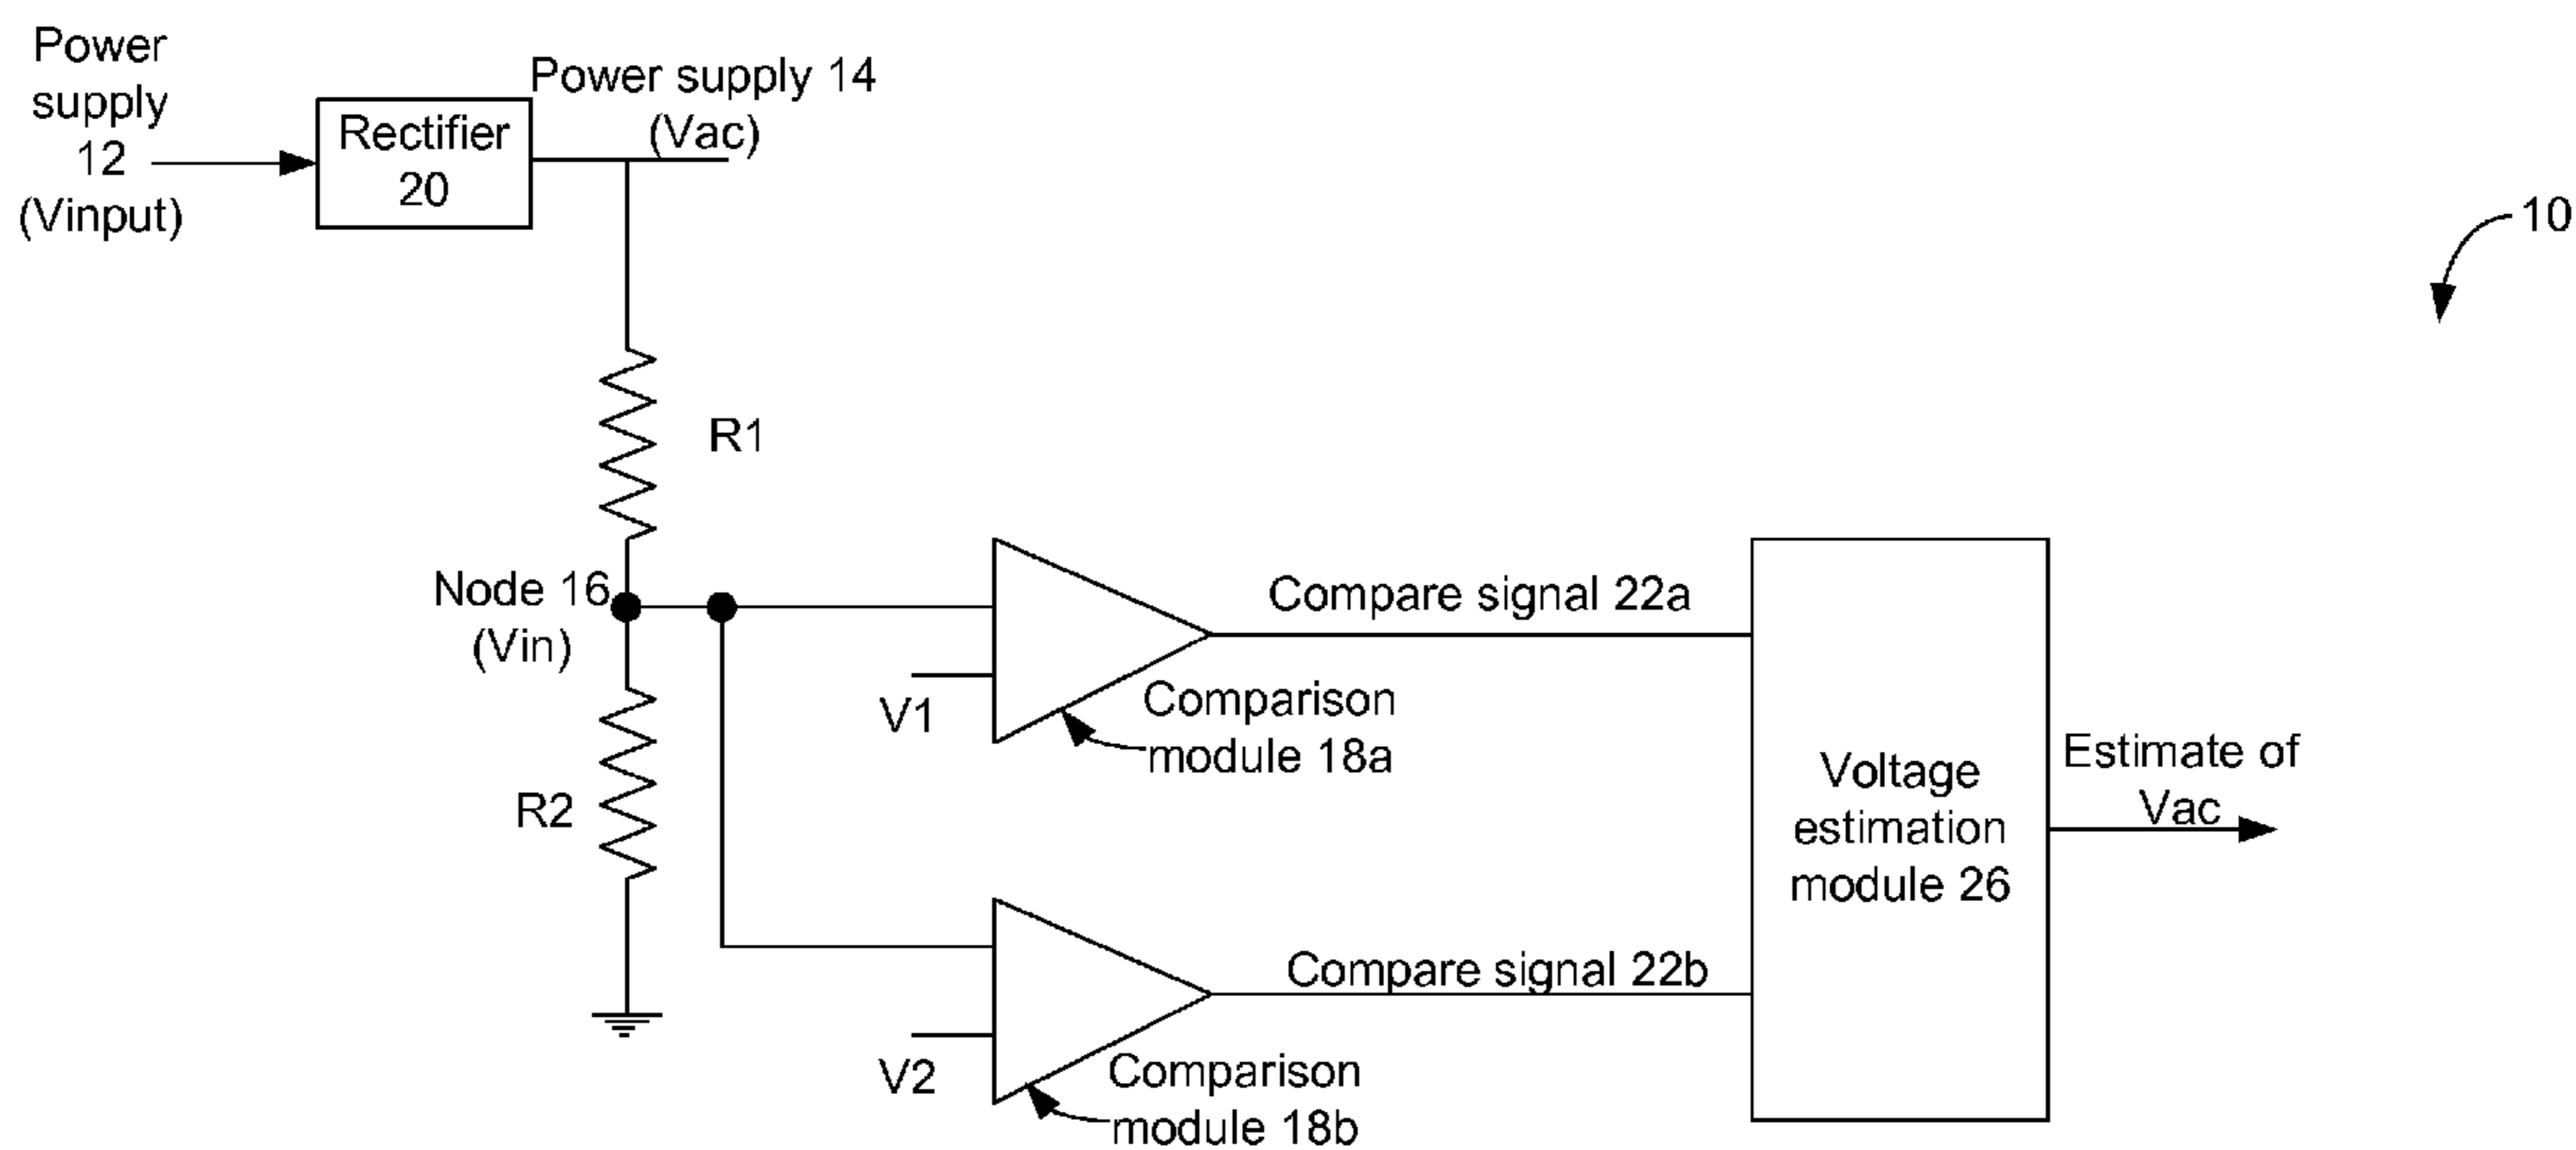 Power
supply
12
(Vinput)
Rectifier
20
Power supply 14
(Vac)
10
R1
Node 16
(Vin)
R2
V1
Comparison
module 18a
Compare signal 22a
V2
Comparison
module 18b
Compare signal 22b
Voltage
estimation
module 26
Estimate of
Vac